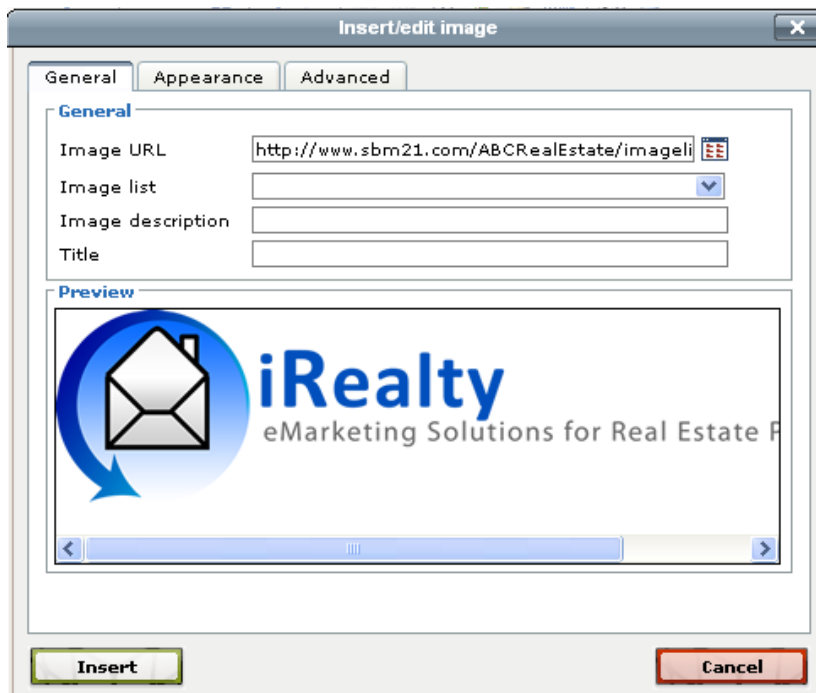 Insert/edit image
General Appearance Advanced
General
Image URL http://www.sbm21.com/ABCRealEstate/imageli
Image list
Image description
Title
Preview
iRealty
eMarketing Solutions for Real Estate P
Insert Cancel